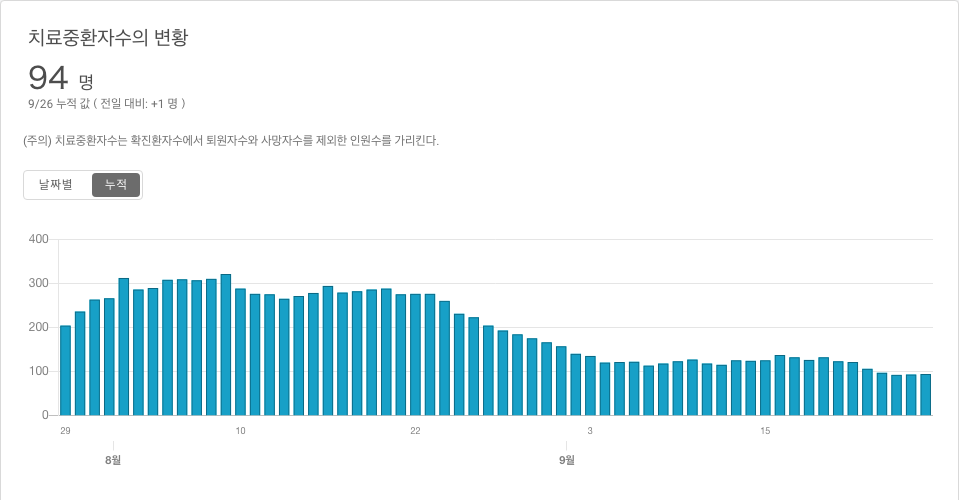 치료중환자수의 변황
94 명
9/26 누적 값 ( 전일 대비: +1 명 )
(주의) 치료중환자수는 확진환자수에서 퇴원자수와 사망자수를 제외한 인원수를 가리킨다.
날짜별 누적
400
300
200
100
0
29 10 22 3 15
8월 9월